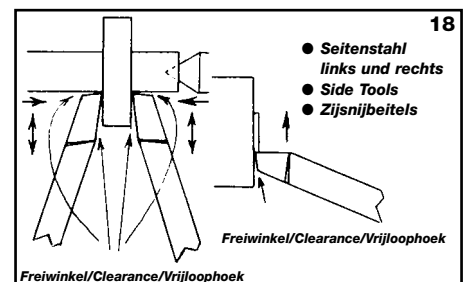 18
● Seitenstahl
links und rechts
● Side Tools
● Zijsnijbeitels
Freiwinkel/Clearance/Vrijloophoek
Freiwinkel/Clearance/Vrijloophoek